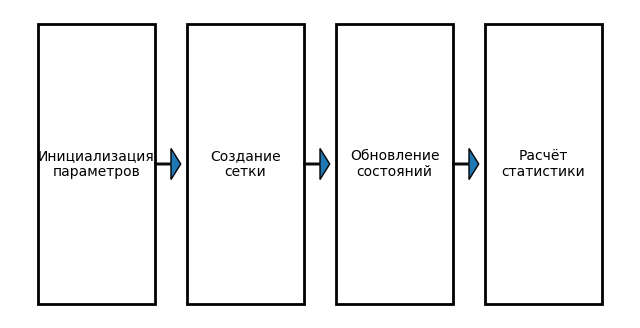 Инициализация
параметров
Создание
сетки
Обновление
состояний
Расчёт
статистики